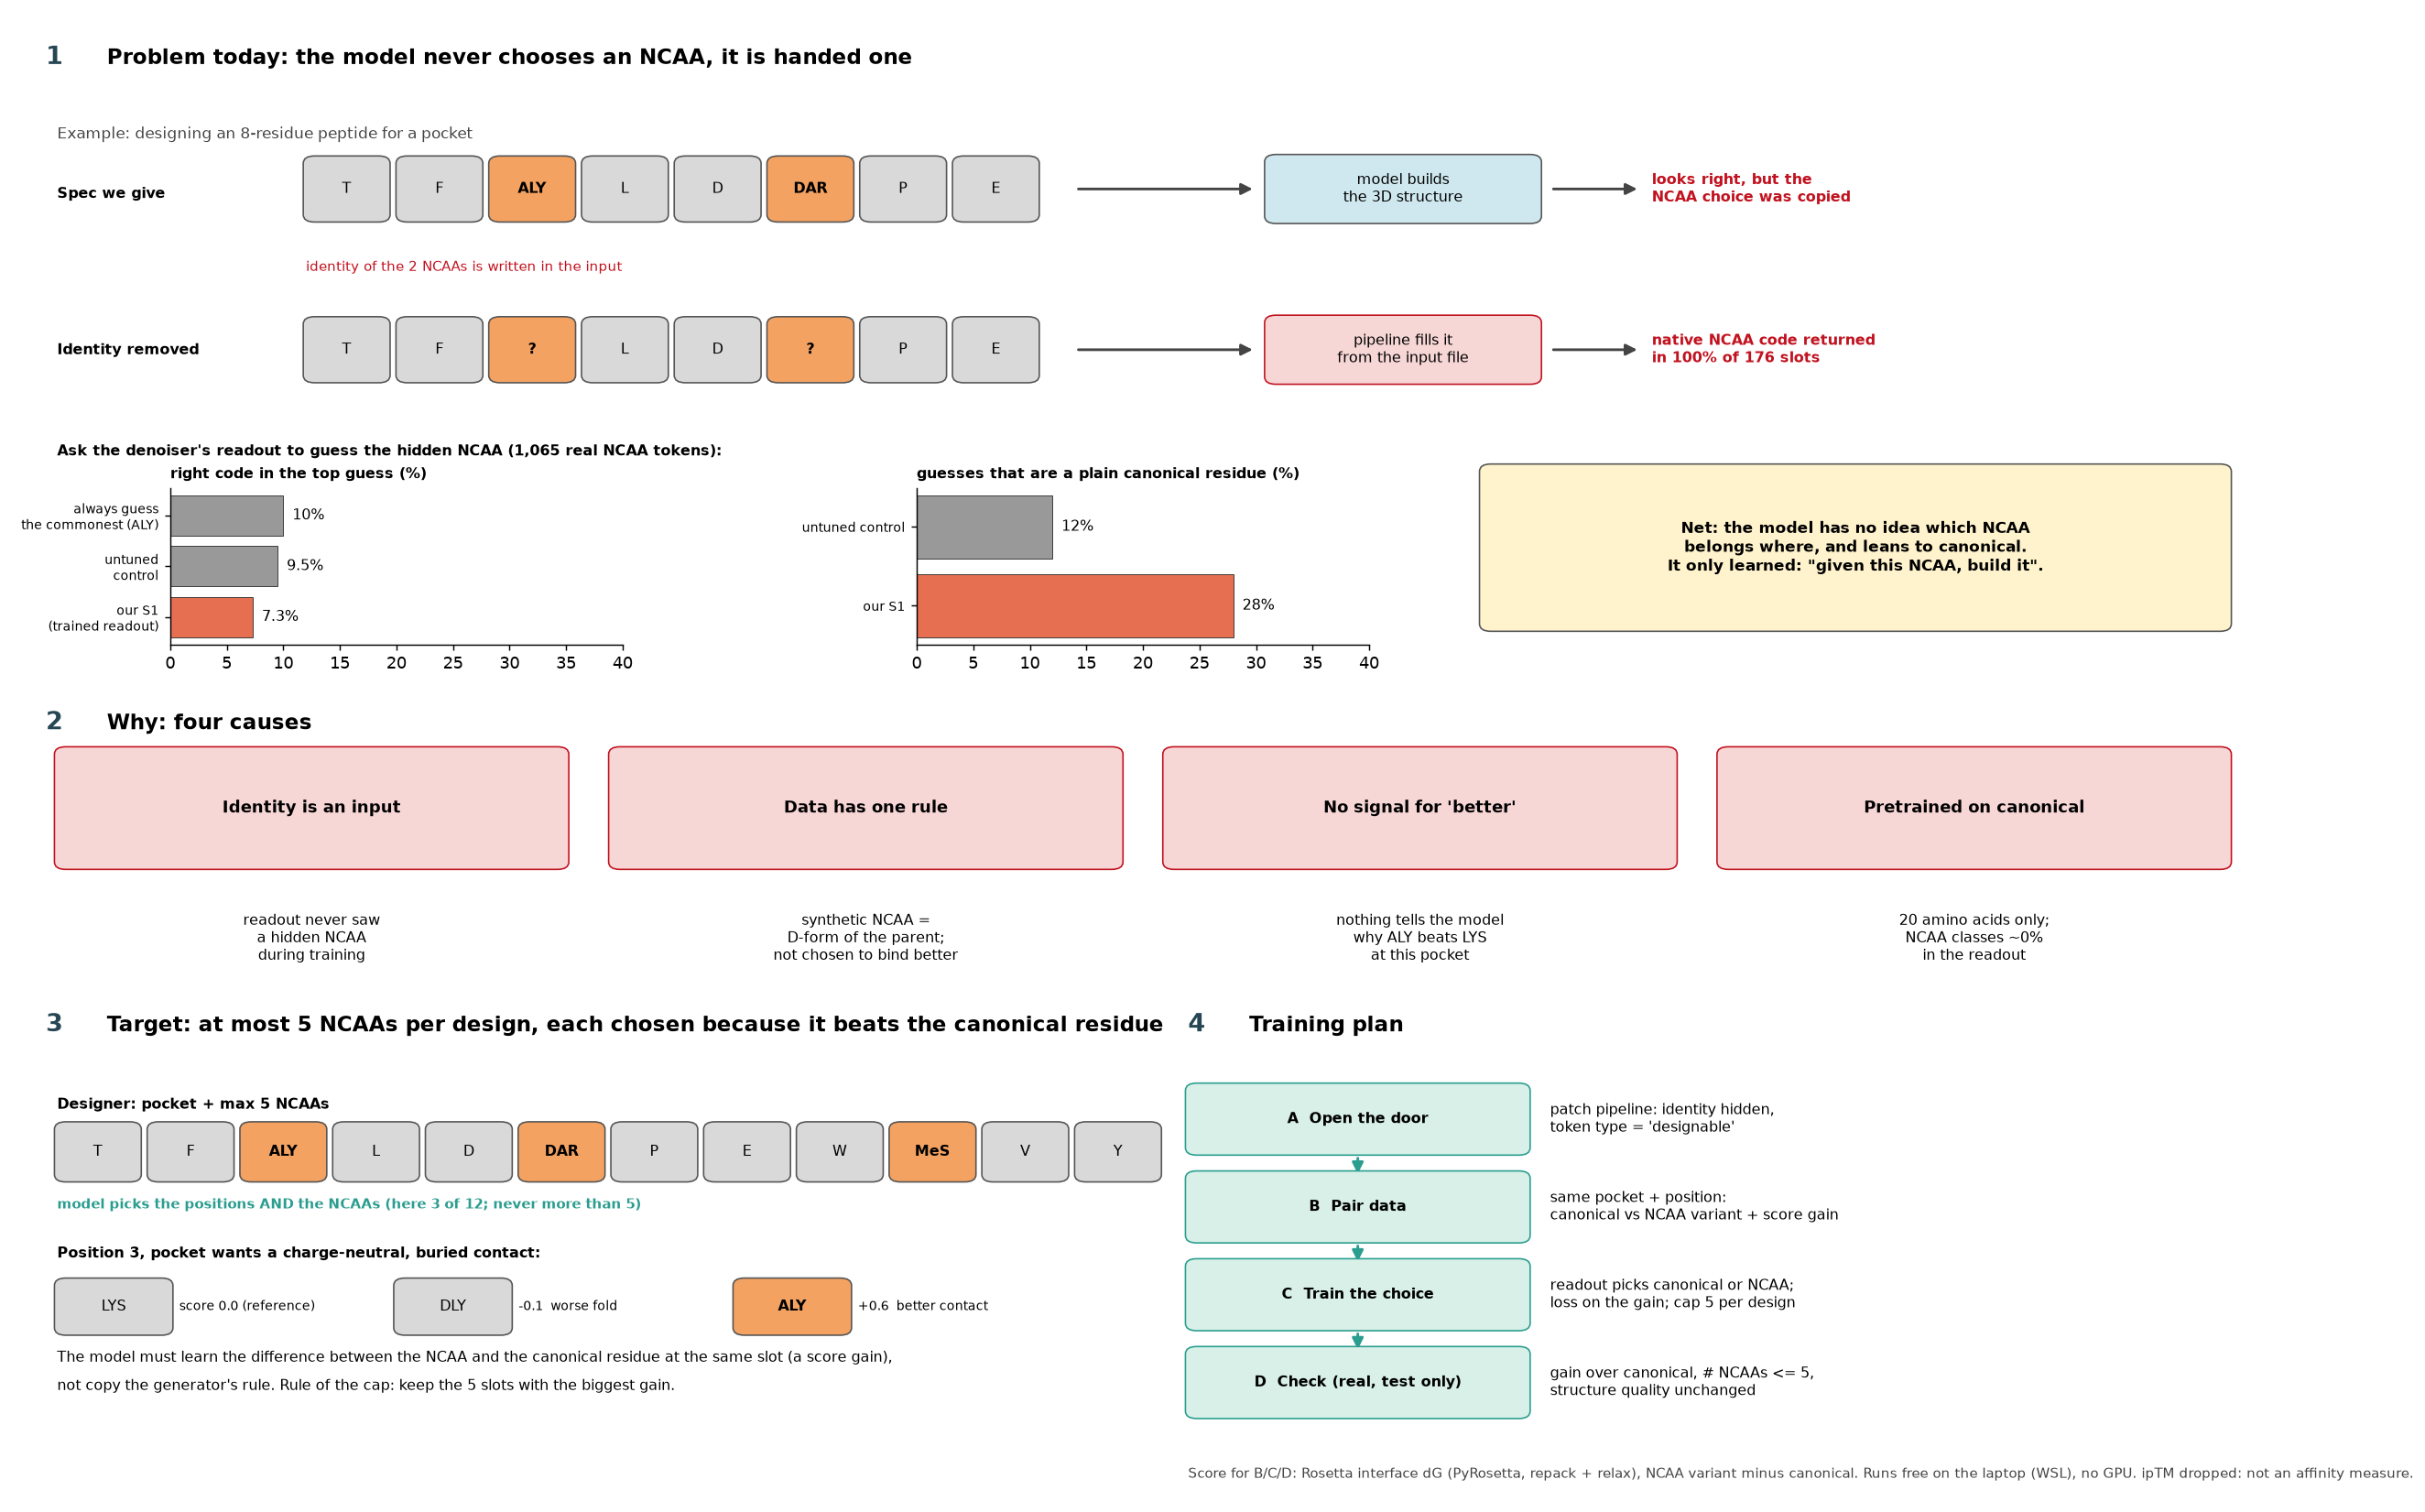 1 Problem today: the model never chooses an NCAA, it is handed one
Example: designing an 8-residue peptide for a pocket
Spec we give
T F ALY L D DAR P E
model builds
the 3D structure
looks right, but the
NCAA choice was copied
identity of the 2 NCAAs is written in the input
Identity removed
T F ? L D ? P E
pipeline fills it
from the input file
native NCAA code returned
in 100% of 176 slots
Ask the denoiser's readout to guess the hidden NCAA (1,065 real NCAA tokens):
right code in the top guess (%)
always guess
the commonest (ALY)
10%
untuned
control
9.5%
our S1
(trained readout)
7.3%
0 5 10 15 20 25 30 35 40
guesses that are a plain canonical residue (%)
untuned control
12%
our S1
28%
0 5 10 15 20 25 30 35 40
Net: the model has no idea which NCAA
belongs where, and leans to canonical.
It only learned: "given this NCAA, build it".
2 Why: four causes
Identity is an input
readout never saw
a hidden NCAA
during training
Data has one rule
synthetic NCAA =
D-form of the parent;
not chosen to bind better
No signal for 'better'
nothing tells the model
why ALY beats LYS
at this pocket
Pretrained on canonical
20 amino acids only;
NCAA classes ~0%
in the readout
3 Target: at most 5 NCAAs per design, each chosen because it beats the canonical residue
Designer: pocket + max 5 NCAAs
T F ALY L D DAR P E W MeS V Y
model picks the positions AND the NCAAs (here 3 of 12; never more than 5)
Position 3, pocket wants a charge-neutral, buried contact:
LYS score 0.0 (reference)
DLY -0.1 worse fold
ALY +0.6 better contact
The model must learn the difference between the NCAA and the canonical residue at the same slot (a score gain),
not copy the generator's rule. Rule of the cap: keep the 5 slots with the biggest gain.
4 Training plan
A Open the door
patch pipeline: identity hidden,
token type = 'designable'
B Pair data
same pocket + position:
canonical vs NCAA variant + score gain
C Train the choice
readout picks canonical or NCAA;
loss on the gain; cap 5 per design
D Check (real, test only)
gain over canonical, # NCAAs <= 5,
structure quality unchanged
Score for B/C/D: Rosetta interface dG (PyRosetta, repack + relax), NCAA variant minus canonical. Runs free on the laptop (WSL), no GPU. ipTM dropped: not an affinity measure.